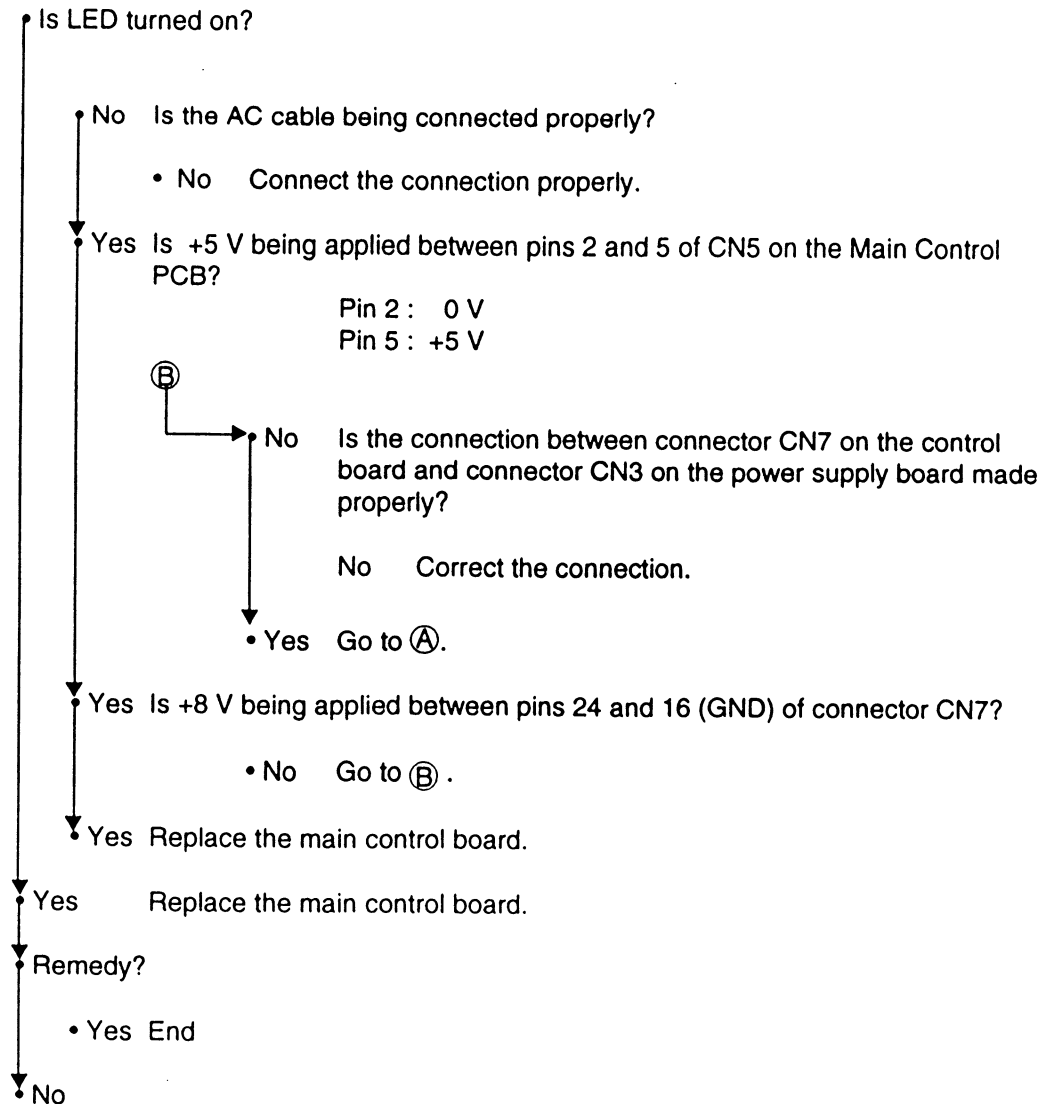 • Is LED turned on?
• No Is the AC cable being connected properly?
• No Connect the connection properly.
• Yes Is +5 V being applied between pins 2 and 5 of CN5 on the Main Control
PCB?
Pin 2 : 0 V
Pin 5 : +5 V
Ⓑ
• No Is the connection between connector CN7 on the control
board and connector CN3 on the power supply board made
properly?
No Correct the connection.
• Yes Go to Ⓐ.
• Yes Is +8 V being applied between pins 24 and 16 (GND) of connector CN7?
• No Go to Ⓑ .
• Yes Replace the main control board.
• Yes Replace the main control board.
• Remedy?
• Yes End
• No